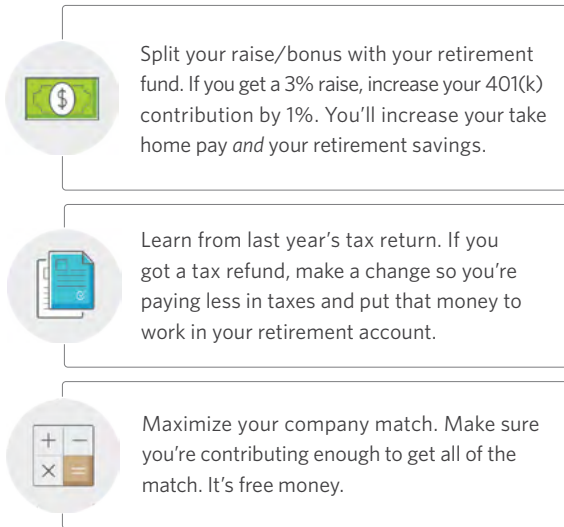 $
Split your raise/bonus with your retirement
fund. If you get a 3% raise, increase your 401(k)
contribution by 1%. You’ll increase your take
home pay and your retirement savings.
Learn from last year’s tax return. If you
got a tax refund, make a change so you’re
paying less in taxes and put that money to
work in your retirement account.
+ −
× =
Maximize your company match. Make sure
you’re contributing enough to get all of the
match. It’s free money.